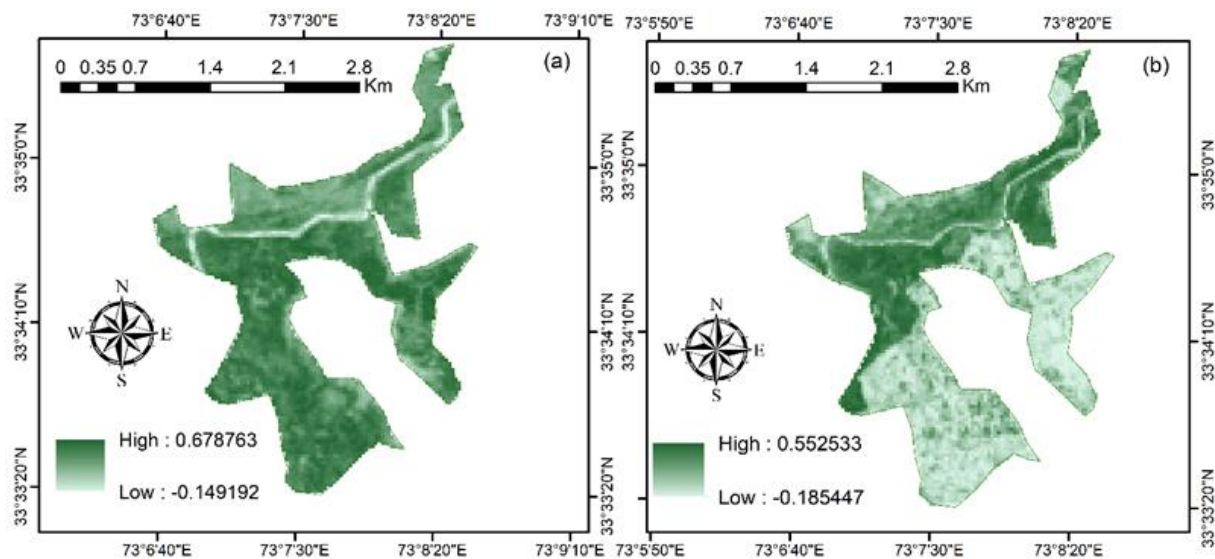 73°6'40"E 73°7'30"E 73°8'20"E 73°9'10"E
(a)
0 0.35 0.7 1.4 2.1 2.8
Km
33°35'0"N
33°34'10"N
33°33'20"N
33°35'0"N
33°34'10"N
33°33'20"N
N
W E
S
High : 0.678763
Low : -0.149192
73°6'40"E 73°7'30"E 73°8'20"E 73°9'10"E
73°5'50"E 73°6'40"E 73°7'30"E 73°8'20"E
(b)
0 0.35 0.7 1.4 2.1 2.8
Km
33°35'0"N
33°34'10"N
33°33'20"N
N
W E
S
High : 0.552533
Low : -0.185447
73°5'50"E 73°6'40"E 73°7'30"E 73°8'20"E